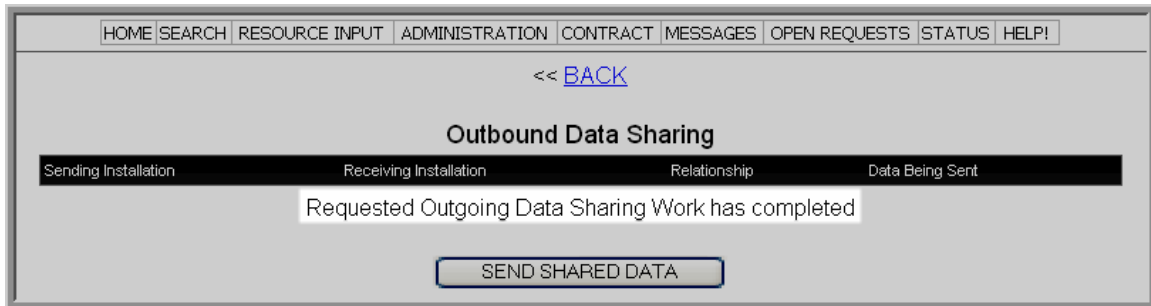 HOME SEARCH RESOURCE INPUT ADMINISTRATION CONTRACT MESSAGES OPEN REQUESTS STATUS HELP!
<< BACK
Outbound Data Sharing
Sending Installation Receiving Installation Relationship Data Being Sent
Requested Outgoing Data Sharing Work has completed
SEND SHARED DATA